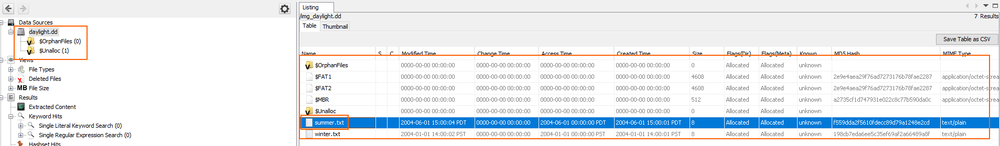 Data Sources
daylight.dd
$OrphanFiles (0)
$Unalloc (1)
Views
File Types
Deleted Files
MB File Size
Results
Extracted Content
Keyword Hits
Single Literal Keyword Search (0)
Single Regular Expression Search (0)
Hashset Hits
Listing
/img_daylight.dd
7 Results
Table Thumbnail
Save Table as CSV
Name S C Modified Time Change Time Access Time Created Time Size Flags(Dir) Flags(Meta) Known MD5 Hash MIME Type
$OrphanFiles 0000-00-00 00:00:00 0000-00-00 00:00:00 0000-00-00 00:00:00 0000-00-00 00:00:00 0 Allocated Allocated unknown
$FAT1 0000-00-00 00:00:00 0000-00-00 00:00:00 0000-00-00 00:00:00 0000-00-00 00:00:00 4608 Allocated Allocated unknown 2e9e4aea29f76ad7273176b78fae2287 application/octet-strea
$FAT2 0000-00-00 00:00:00 0000-00-00 00:00:00 0000-00-00 00:00:00 0000-00-00 00:00:00 4608 Allocated Allocated unknown 2e9e4aea29f76ad7273176b78fae2287 application/octet-strea
$MBR 0000-00-00 00:00:00 0000-00-00 00:00:00 0000-00-00 00:00:00 0000-00-00 00:00:00 512 Allocated Allocated unknown a2735cf1d747931e022c8c77b590da0c application/octet-strea
$Unalloc 0000-00-00 00:00:00 0000-00-00 00:00:00 0000-00-00 00:00:00 0000-00-00 00:00:00 0 Allocated Allocated unknown
summer.txt 2004-06-01 15:00:04 PDT 0000-00-00 00:00:00 2004-06-01 00:00:00 PDT 2004-06-01 15:00:01 PDT 8 Allocated Allocated unknown f559dda2f5610fdecc89d79a1248e2cd text/plain
winter.txt 2004-01-01 14:00:02 PST 0000-00-00 00:00:00 2004-01-01 00:00:00 PST 2004-01-01 14:00:01 PST 8 Allocated Allocated unknown 198cb7eda6ee5c35ef69af2a66489a8f text/plain